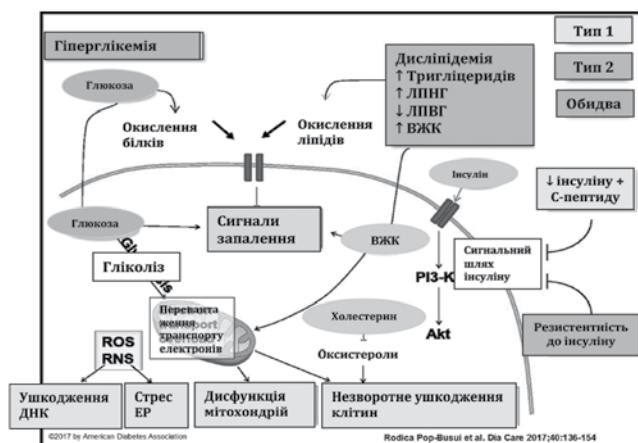 Гіперглікемія
Тип 1
Тип 2
Обидва
Глюкоза
Дисліпідемія
↑ Тригліцеридів
↑ ЛПНГ
↓ ЛПВГ
↑ ВЖК
Окислення
білків
Окислення
ліпідів
Інсулін
↓ інсуліну +
С-пептиду
Глюкоза
Сигнали
запалення
ВЖК
Сигнальний
шлях
інсуліну
Гліколіз
PI3-K
Переванта
ження
транспорту
електронів
Холестерин
Akt
Резистентність
до інсуліну
ROS
RNS
Оксистероли
Ушкодження
ДНК
Стрес
ЕР
Дисфункція
мітохондрій
Незворотне ушкодження
клітин
©2017 by American Diabetes Association
Rodica Pop-Busui et al. Dia Care 2017;40:136-154